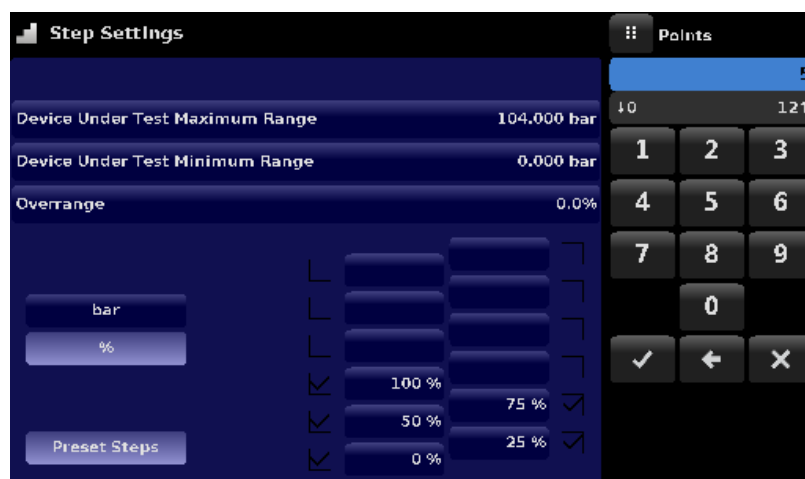 Step Settings
Points
5
Device Under Test Maximum Range 104.000 bar
↓0 121
Device Under Test Minimum Range 0.000 bar
Overrange 0.0%
1 2 3
4 5 6
7 8 9
0
bar
%
100 %
75 %
50 %
25 %
0 %
Preset Steps